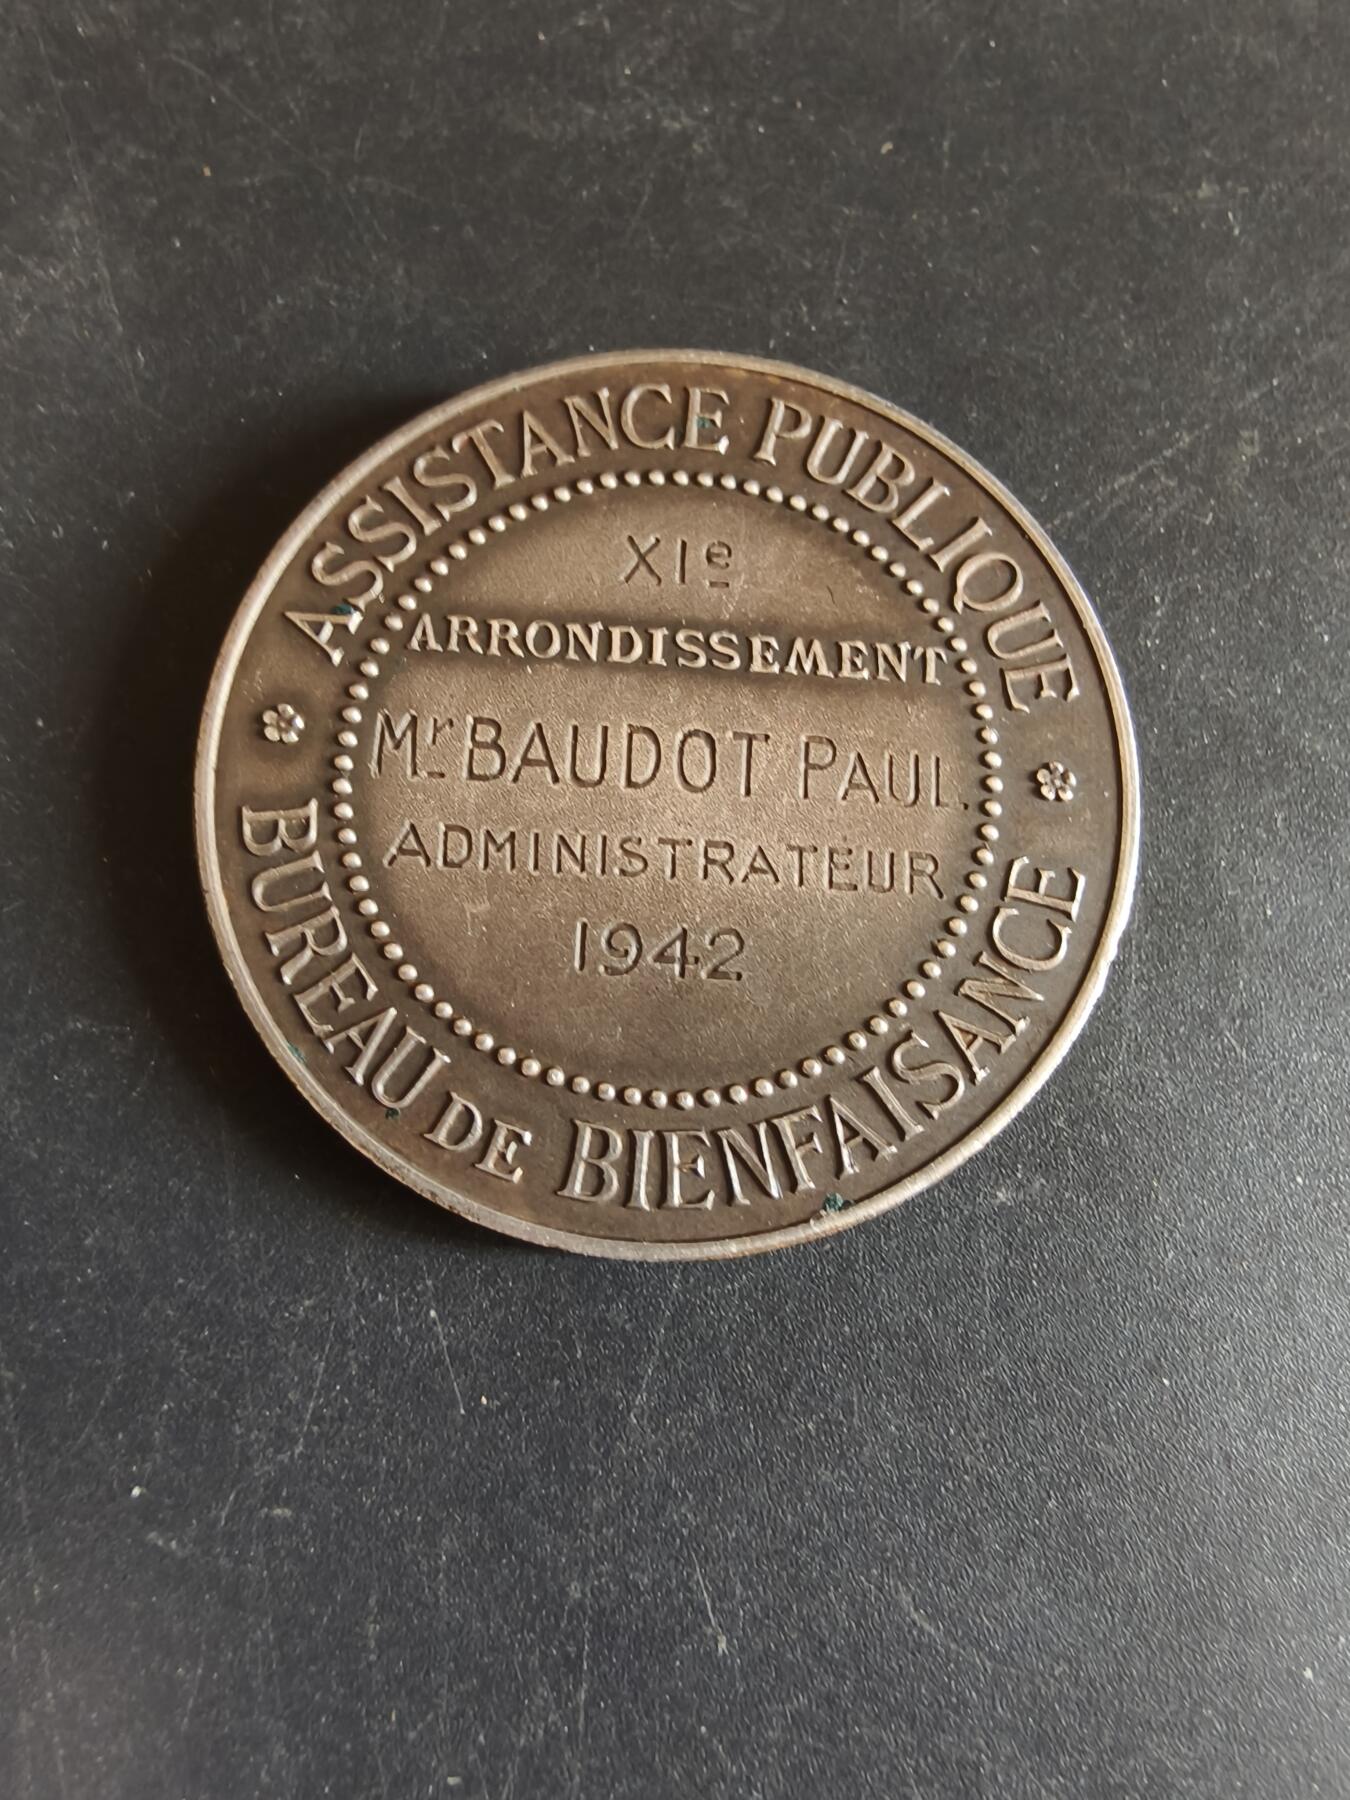 ASSISTANCE PUBLIQUE
XIe
ARRONDISSEMENT
Mr BAUDOT PAUL.
ADMINISTRATEUR
1942
BUREAU DE BIENFAISANCE